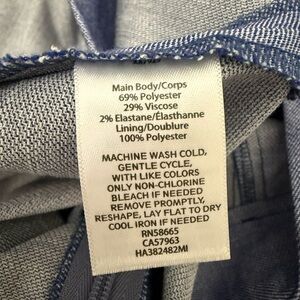 Main Body/Corps
69% Polyester
29% Viscose
2% Elastane/Élasthanne
Lining/Doublure
100% Polyester
MACHINE WASH COLD,
GENTLE CYCLE,
WITH LIKE COLORS
ONLY NON-CHLORINE
BLEACH IF NEEDED
REMOVE PROMPTLY,
RESHAPE, LAY FLAT TO DRY
COOL IRON IF NEEDED
RN58665
CA57963
HA382482MI